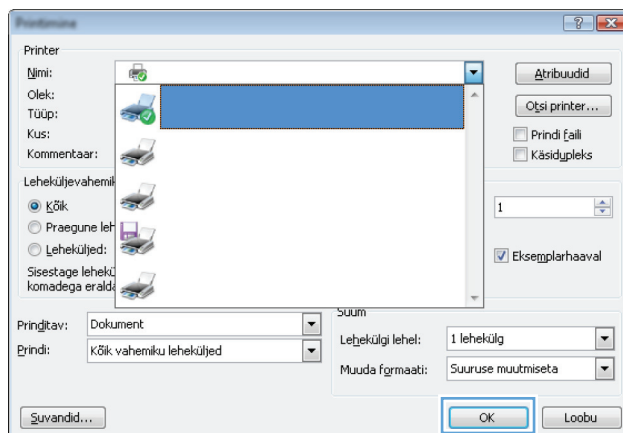 Printimine
Printer
Nimi:
Atribuudid
Olek:
Otsi printer...
Tüüp:
Kus:
Prindi faili
Kommentaar:
Käsidupleks
Leheküljevahemik
Kõik
1
Praegune leh
Leheküljed:
Eksemplarhaaval
Sisestage lehekü
komadega eralda
Suum
Prinditav: Dokument
Lehekülgi lehel: 1 lehekülg
Prindi: Kõik vahemiku leheküljed
Muuda formaati: Suuruse muutmiseta
Suvandid...
OK
Loobu